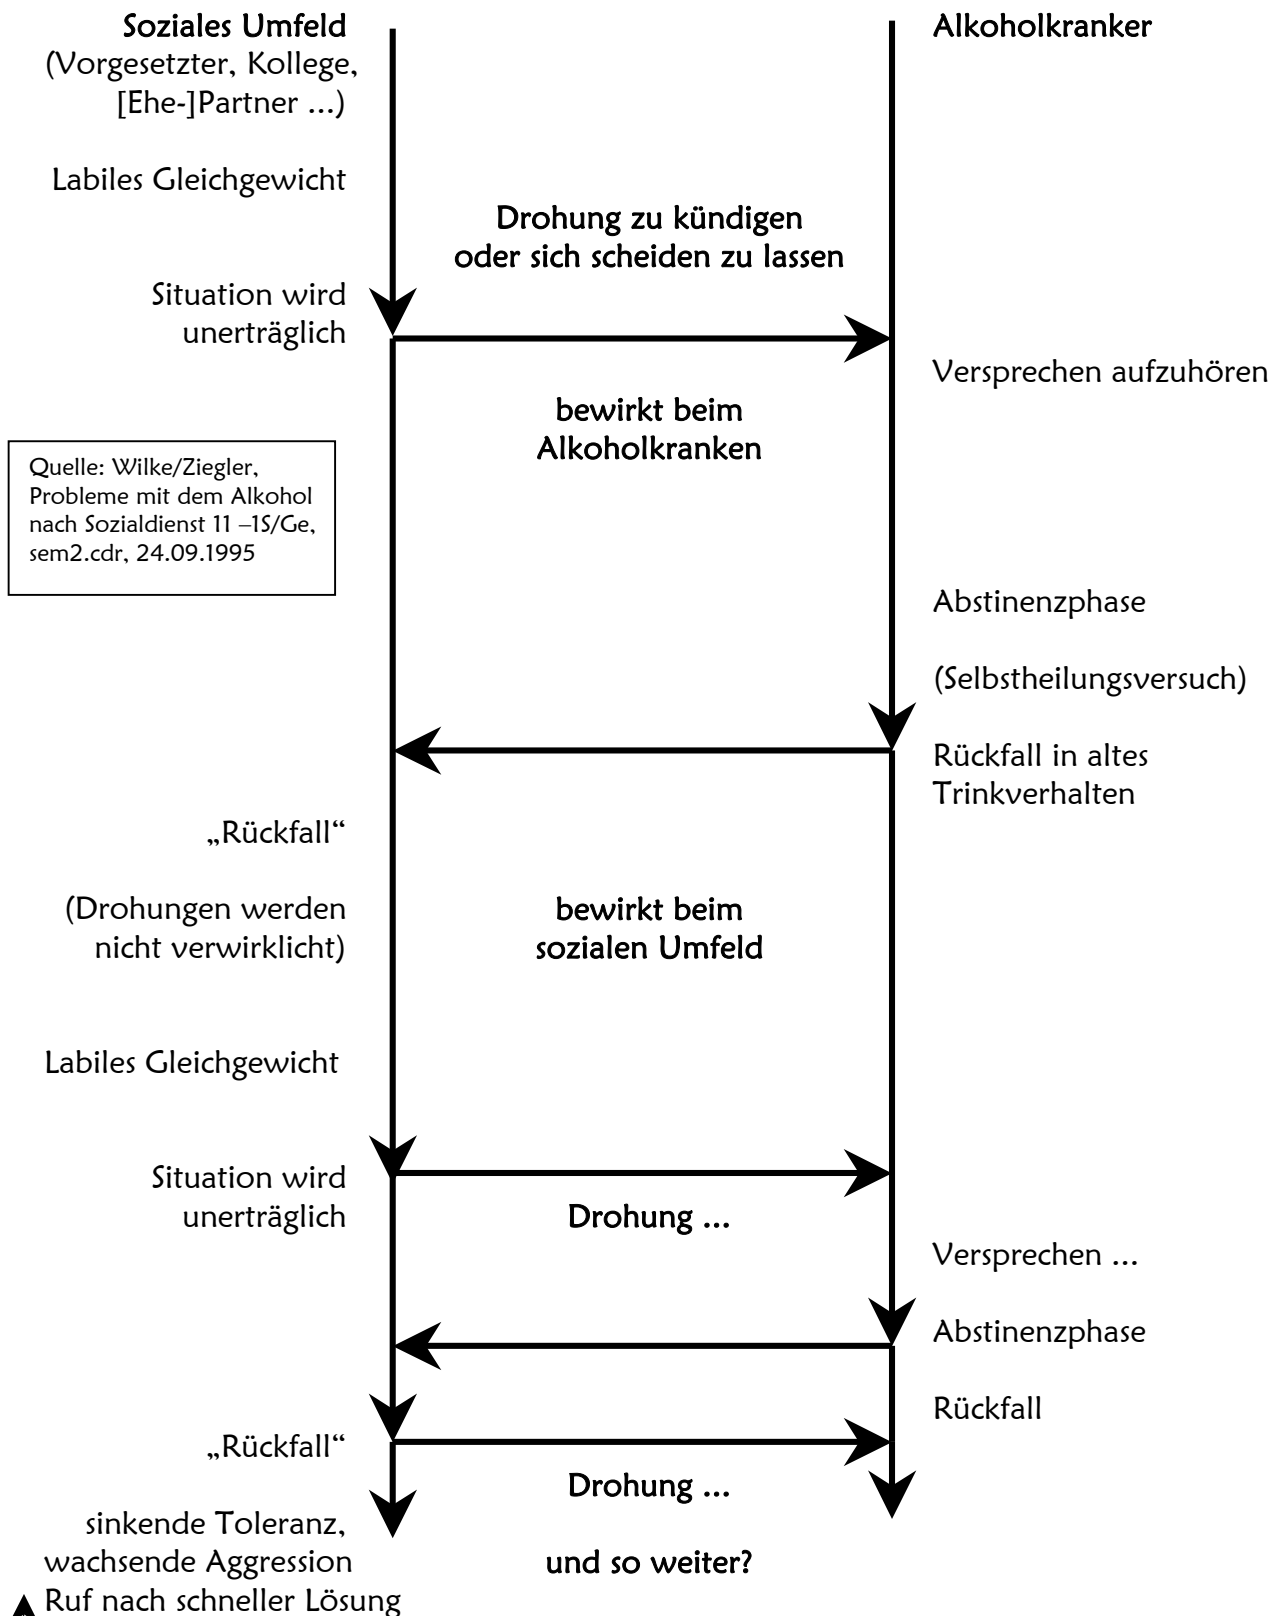 Soziales Umfeld
(Vorgesetzter, Kollege,
[Ehe-]Partner ...)
Alkoholkranker
Labiles Gleichgewicht
Drohung zu kündigen
oder sich scheiden zu lassen
Situation wird
unerträglich
Versprechen aufzuhören
bewirkt beim
Alkoholkranken
Quelle: Wilke/Ziegler,
Probleme mit dem Alkohol
nach Sozialdienst 11 –1S/Ge,
sem2.cdr, 24.09.1995
Abstinenzphase
(Selbstheilungsversuch)
Rückfall in altes
Trinkverhalten
„Rückfall“
(Drohungen werden
nicht verwirklicht)
bewirkt beim
sozialen Umfeld
Labiles Gleichgewicht
Situation wird
unerträglich
Drohung ...
Versprechen ...
Abstinenzphase
Rückfall
„Rückfall“
Drohung ...
sinkende Toleranz,
wachsende Aggression
Ruf nach schneller Lösung
und so weiter?